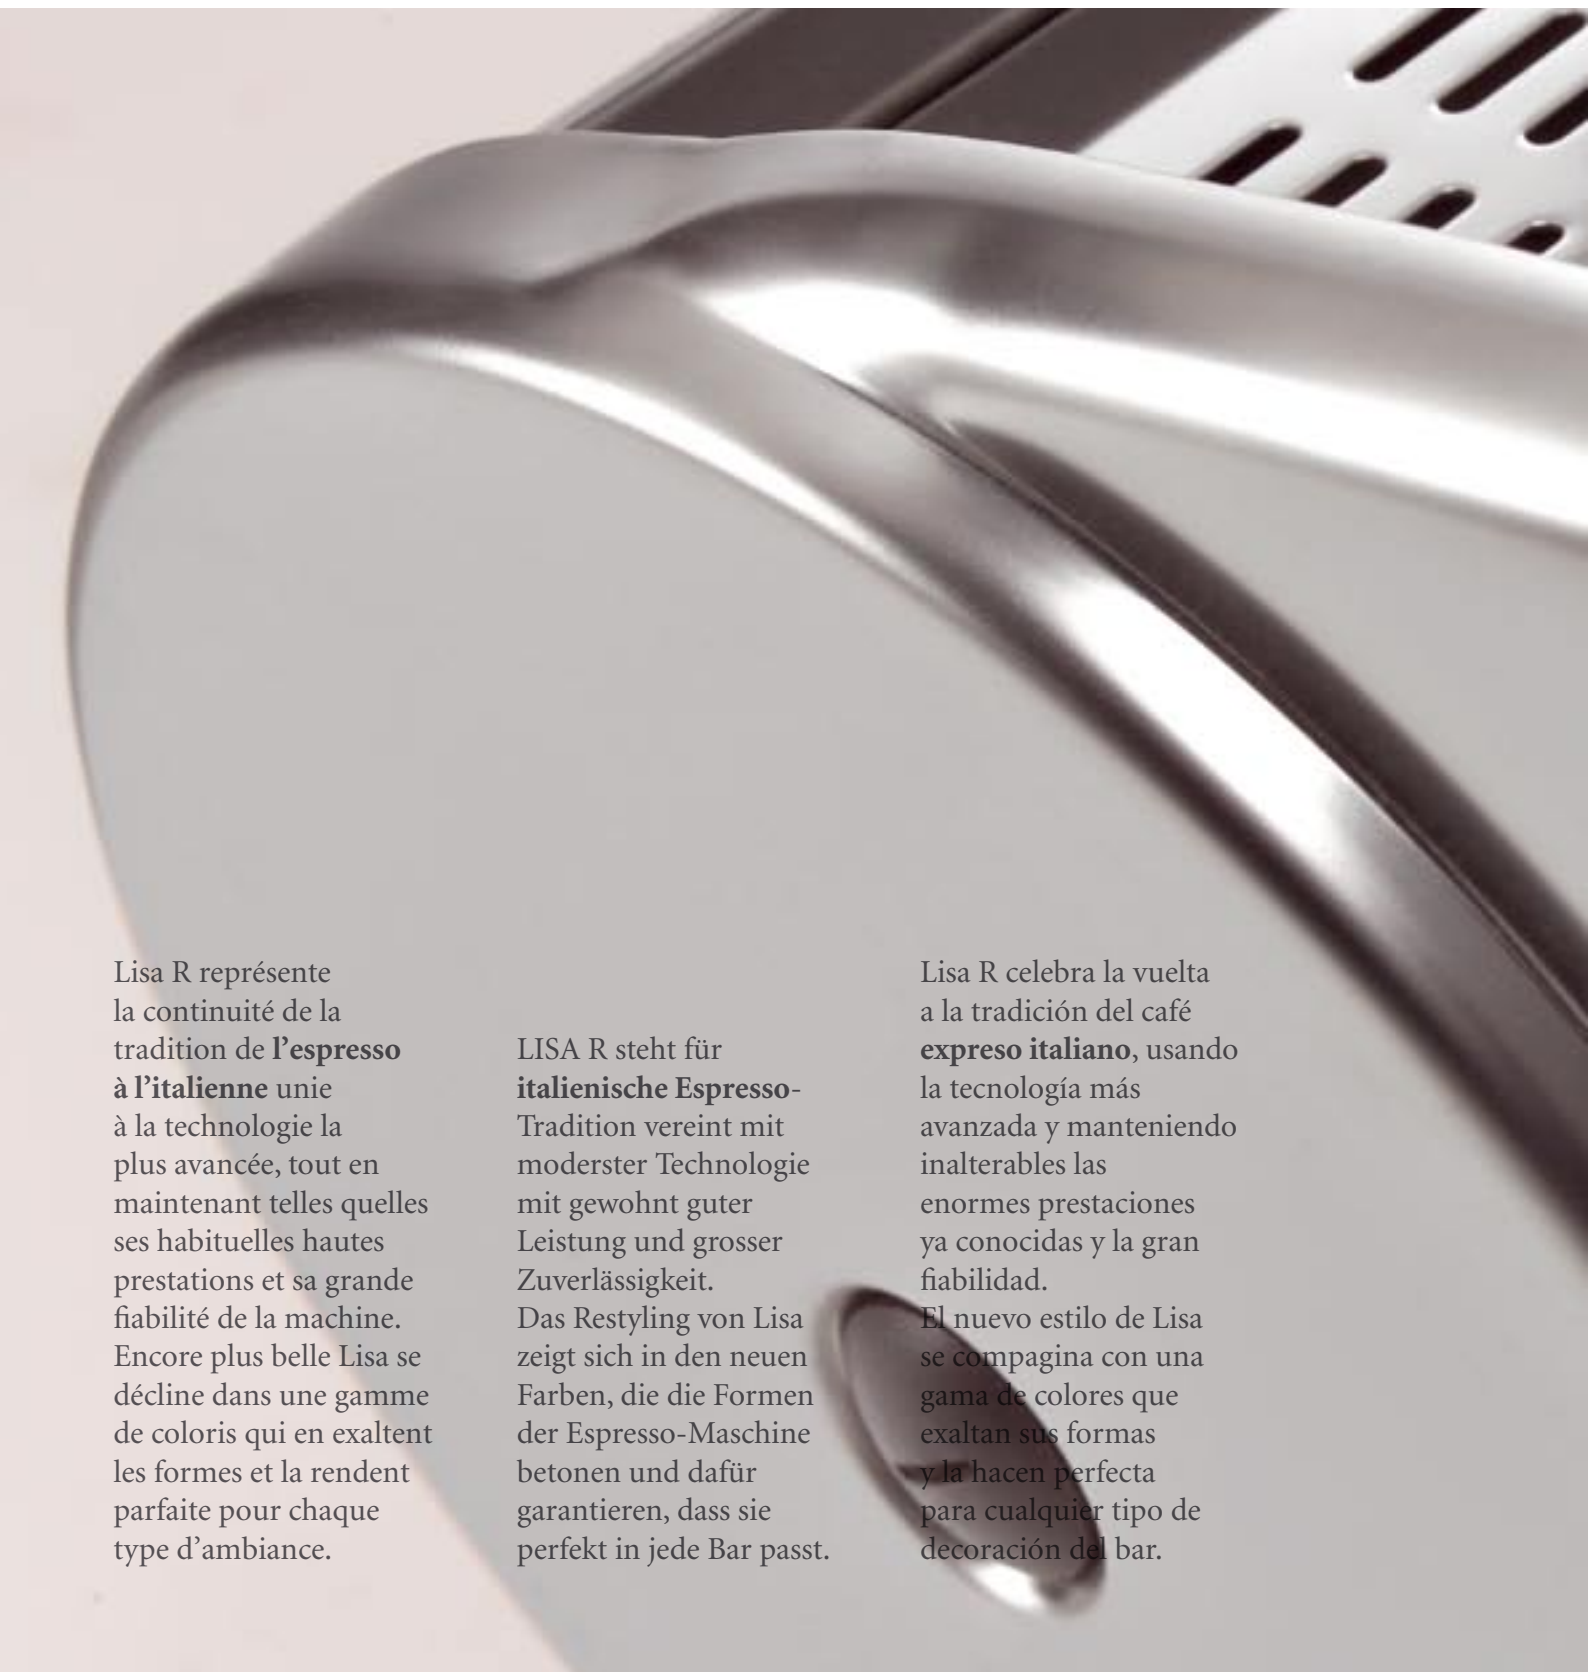 Lisa R représente
la continuité de la
tradition de l’espresso
à l’italienne unie
à la technologie la
plus avancée, tout en
maintenant telles quelles
ses habituelles hautes
prestations et sa grande
fiabilité de la machine.
Encore plus belle Lisa se
décline dans une gamme
de coloris qui en exaltent
les formes et la rendent
parfaite pour chaque
type d’ambiance.
LISA R steht für
italienische Espresso-
Tradition vereint mit
moderster Technologie
mit gewohnt guter
Leistung und grosser
Zuverlässigkeit.
Das Restyling von Lisa
zeigt sich in den neuen
Farben, die die Formen
der Espresso-Maschine
betonen und dafür
garantieren, dass sie
perfekt in jede Bar passt.
Lisa R celebra la vuelta
a la tradición del café
expreso italiano, usando
la tecnología más
avanzada y manteniendo
inalterables las
enormes prestaciones
ya conocidas y la gran
fiabilidad.
El nuevo estilo de Lisa
se compagina con una
gama de colores que
exaltan sus formas
y la hacen perfecta
para cualquier tipo de
decoración del bar.